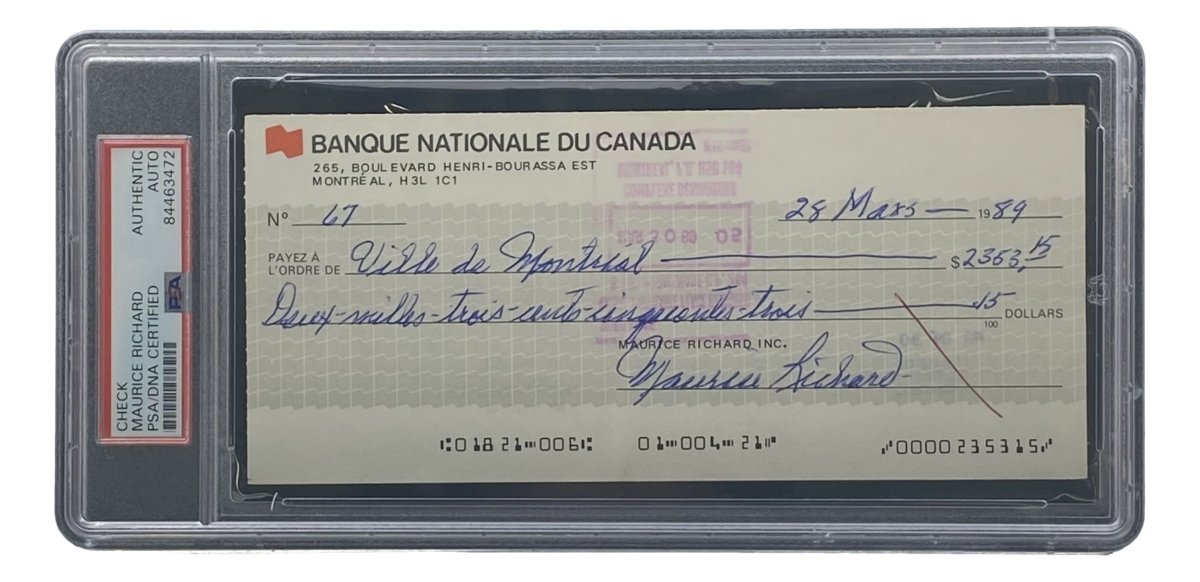 CHECK
MAURICE RICHARD
PSA/DNA CERTIFIED
AUTHENTIC
AUTO
84463472
PSA
BANQUE NATIONALE DU CANADA
265, BOULEVARD HENRI-BOURASSA EST
MONTRÉAL, H3L 1C1
Nº 67
28 Mars 1989
PAYEZ À
L'ORDRE DE Ville de Montréal $2353,15
Deux-milles-trois-cents-cinquantes-trois 15/100 DOLLARS
MAURICE RICHARD INC.
Maurice Richard
⑆01821⑉006⑆ 01⑉004⑉21⑈ ⑈0000235315⑈